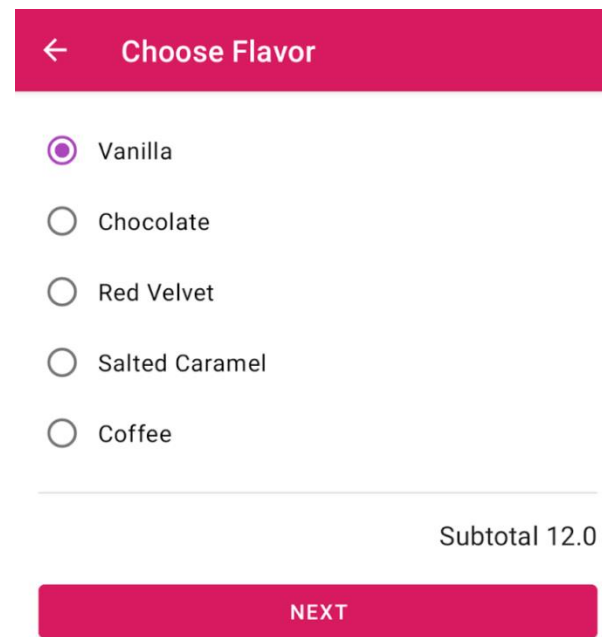 Choose Flavor
Vanilla
Chocolate
Red Velvet
Salted Caramel
Coffee
Subtotal 12.0
NEXT